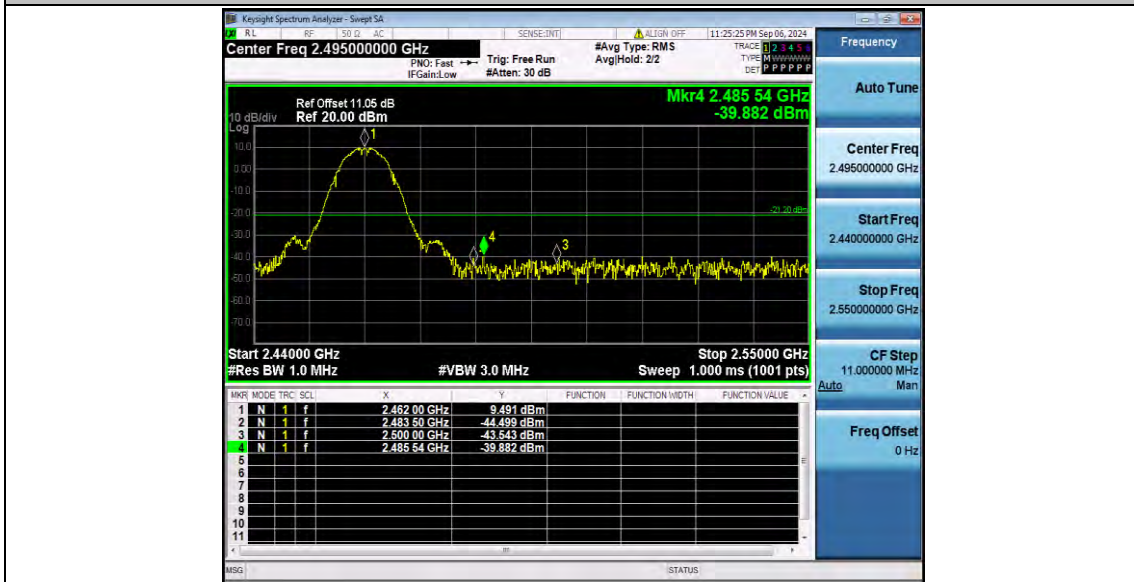 Keysight Spectrum Analyzer - Swept SA
RL RF 50 Ω AC SENSE:INT ALIGN OFF 11:25:25 PM Sep 06, 2024
Center Freq 2.495000000 GHz
PNO: Fast
IFGain:Low
Trig: Free Run
#Atten: 30 dB
#Avg Type: RMS
Avg|Hold: 2/2
TRACE 1 2 3 4 5 6
TYPE M W W W W W
DET P P P P P P
Ref Offset 11.05 dB
10 dB/div Ref 20.00 dBm
Log
Mkr4 2.485 54 GHz
-39.882 dBm
10.0
0.00
-10.0
-20.0
-30.0
-40.0
-50.0
-60.0
-70.0
1
4
3
-21.20 dBm
Start 2.44000 GHz Stop 2.55000 GHz
#Res BW 1.0 MHz #VBW 3.0 MHz Sweep 1.000 ms (1001 pts)
MKR MODE TRC SCL X Y FUNCTION FUNCTION WIDTH FUNCTION VALUE
1 N 1 f 2.462 00 GHz 9.491 dBm
2 N 1 f 2.483 50 GHz -44.499 dBm
3 N 1 f 2.500 00 GHz -43.543 dBm
4 N 1 f 2.485 54 GHz -39.882 dBm
5
6
7
8
9
10
11
MSG STATUS
Frequency
Auto Tune
Center Freq
2.495000000 GHz
Start Freq
2.440000000 GHz
Stop Freq
2.550000000 GHz
CF Step
11.000000 MHz
Auto Man
Freq Offset
0 Hz